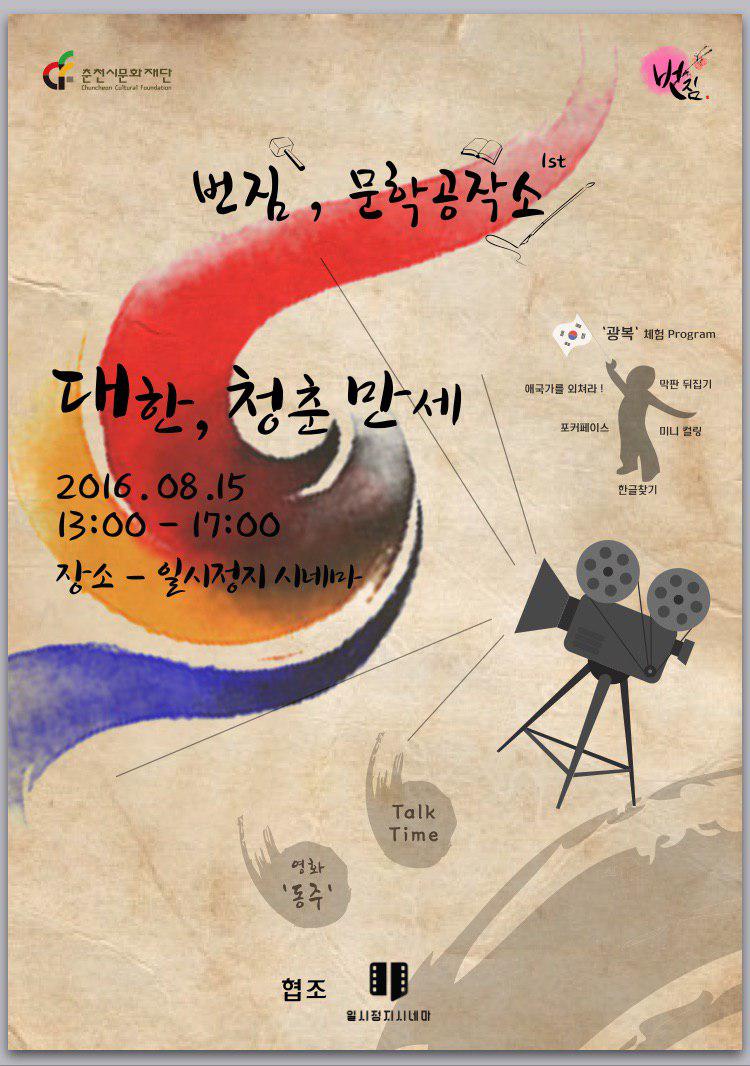 춘천시문화재단
Chuncheon Cultural Foundation
번짐.
번짐, 문학공작소 1st
'광복' 체험 Program
애국가를 외쳐라 !
막판 뒤집기
포커페이스
미니 컬링
한글찾기
대한, 청춘 만세
2016.08.15
13:00 - 17:00
장소 - 일시정지 시네마
Talk
Time
영화
'동주'
협조
일시정지시네마